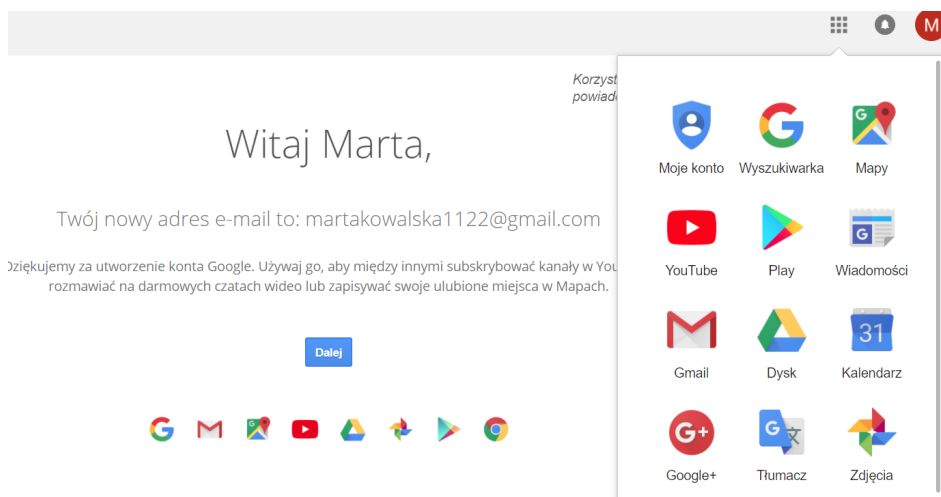 M
Korzyst
powiad
Witaj Marta,
Twój nowy adres e-mail to: martakowalska1122@gmail.com
Dziękujemy za utworzenie konta Google. Używaj go, aby między innymi subskrybować kanały w You
rozmawiać na darmowych czatach wideo lub zapisywać swoje ulubione miejsca w Mapach.
Dalej
Moje konto Wyszukiwarka Mapy
YouTube Play Wiadomości
31
Gmail Dysk Kalendarz
G+
Google+ Tłumacz Zdjęcia